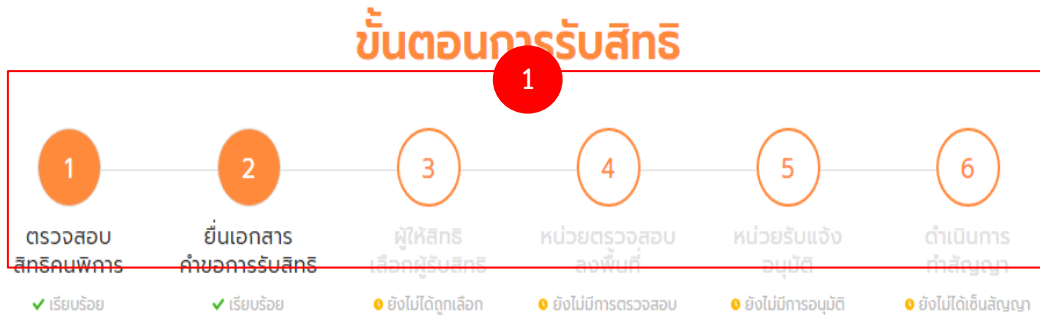 ขั้นตอนการรับสิทธิ
1
1 2 3 4 5 6
ตรวจสอบ ยื่นเอกสาร ผู้ให้สิทธิ หน่วยตรวจสอบ หน่วยรับแจ้ง ดำเนินการ
สิทธิคนพิการ คำขอการรับสิทธิ เลือกผู้รับสิทธิ ลงพื้นที่ อนุมัติ ทำสัญญา
เรียบร้อย เรียบร้อย ยังไม่ได้ถูกเลือก ยังไม่มีการตรวจสอบ ยังไม่มีการอนุมัติ ยังไม่ได้เซ็นสัญญา